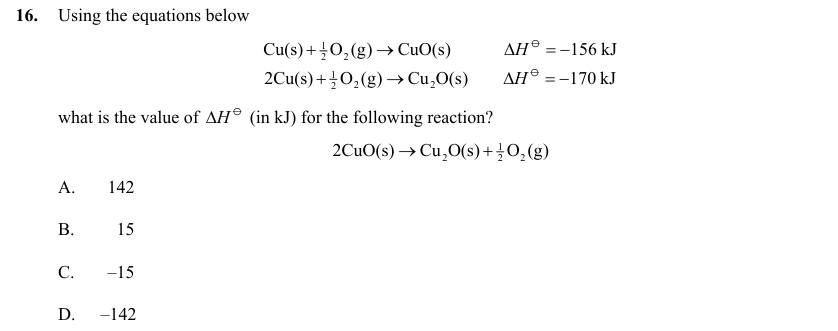 16. Using the equations below
Cu(s)+½O₂(g)→CuO(s) ΔH⊖ =−156 kJ
2Cu(s)+½O₂(g)→Cu₂O(s) ΔH⊖ =−170 kJ
what is the value of ΔH⊖ (in kJ) for the following reaction?
2CuO(s)→Cu₂O(s)+½O₂(g)
A. 142
B. 15
C. −15
D. −142